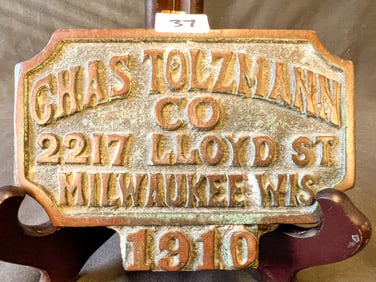 37
CHAS TOLZMANN
CO
2217 LLOYD ST
MILWAUKEE WIS
1910